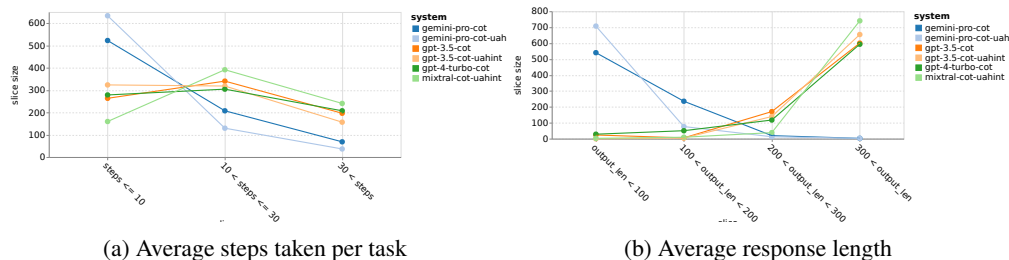 600
500
400
300
200
100
0
slice size
steps <= 10
10 < steps <= 30
30 < steps
system
gemini-pro-cot
gemini-pro-cot-uah
gpt-3.5-cot
gpt-3.5-cot-uahint
gpt-4-turbo-cot
mixtral-cot-uahint
(a) Average steps taken per task
800
700
600
500
400
300
200
100
0
slice size
output_len < 100
100 < output_len < 200
200 < output_len < 300
300 < output_len
system
gemini-pro-cot
gemini-pro-cot-uah
gpt-3.5-cot
gpt-3.5-cot-uahint
gpt-4-turbo-cot
mixtral-cot-uahint
(b) Average response length